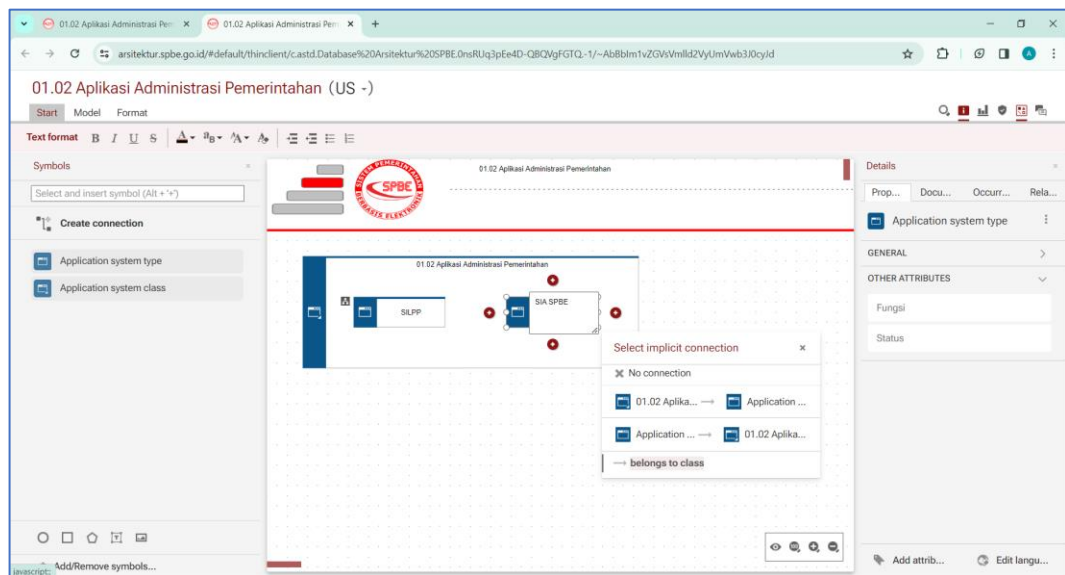 01.02 Aplikasi Administrasi Pem
01.02 Aplikasi Administrasi Pem
arsitektur.spbe.go.id/#default/thinclient/c.astd.Database%20Arsitektur%20SPBE.0nsRUq3pEe4D-QBQVgFGTQ.-1/~AbBbIm1vZGVsVmlld2VyUmVwb3J0cyJd
01.02 Aplikasi Administrasi Pemerintahan (US -)
Start Model Format
Text format B I U S
Symbols
Select and insert symbol (Alt + '+')
Create connection
Application system type
Application system class
Add/Remove symbols...
javascript:;
SISTEM PEMERINTAHAN
SPBE
BERBASIS ELEKTRONIK
01.02 Aplikasi Administrasi Pemerintahan
01.02 Aplikasi Administrasi Pemerintahan
SILPP
SIA SPBE
Select implicit connection
No connection
01.02 Aplika... → Application ...
Application ... → 01.02 Aplika...
→ belongs to class
Details
Prop... Docu... Occurr... Rela...
Application system type
GENERAL
OTHER ATTRIBUTES
Fungsi
Status
Add attrib... Edit langu...